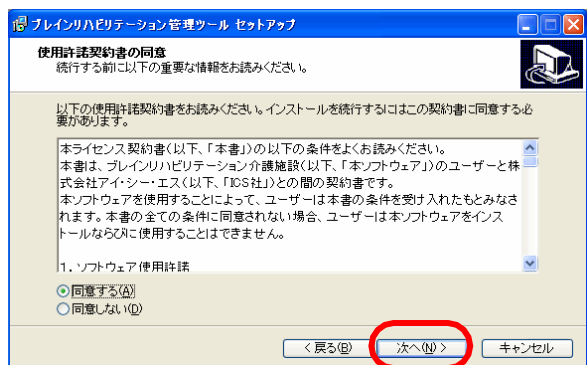 ブレインリハビリテーション管理ツール セットアップ
使用許諾契約書の同意
続行する前に以下の重要な情報をお読みください。
以下の使用許諾契約書をお読みください。インストールを続行するにはこの契約書に同意する必
要があります。
本ライセンス契約書(以下、「本書」)の以下の条件をよくお読みください。
本書は、ブレインリハビリテーション介護施設(以下、「本ソフトウェア」)のユーザーと株
式会社アイ・シー・エス(以下、「ICS社」)との間の契約書です。
本ソフトウェアを使用することによって、ユーザーは本書の条件を受け入れたもとみなさ
れます。本書の全ての条件に同意されない場合、ユーザーは本ソフトウェアをインス
トールならびに使用することはできません。
1. ソフトウェア使用許諾
同意する(A)
同意しない(D)
< 戻る(B)
次へ(N) >
キャンセル